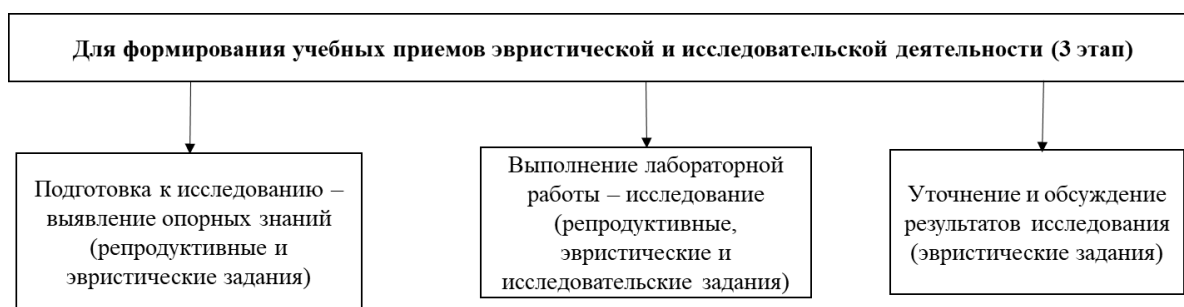 Для формирования учебных приемов эвристической и исследовательской деятельности (3 этап)
Подготовка к исследованию –
выявление опорных знаний
(репродуктивные и
эвристические задания)
Выполнение лабораторной
работы – исследование
(репродуктивные,
эвристические и
исследовательские задания)
Уточнение и обсуждение
результатов исследования
(эвристические задания)